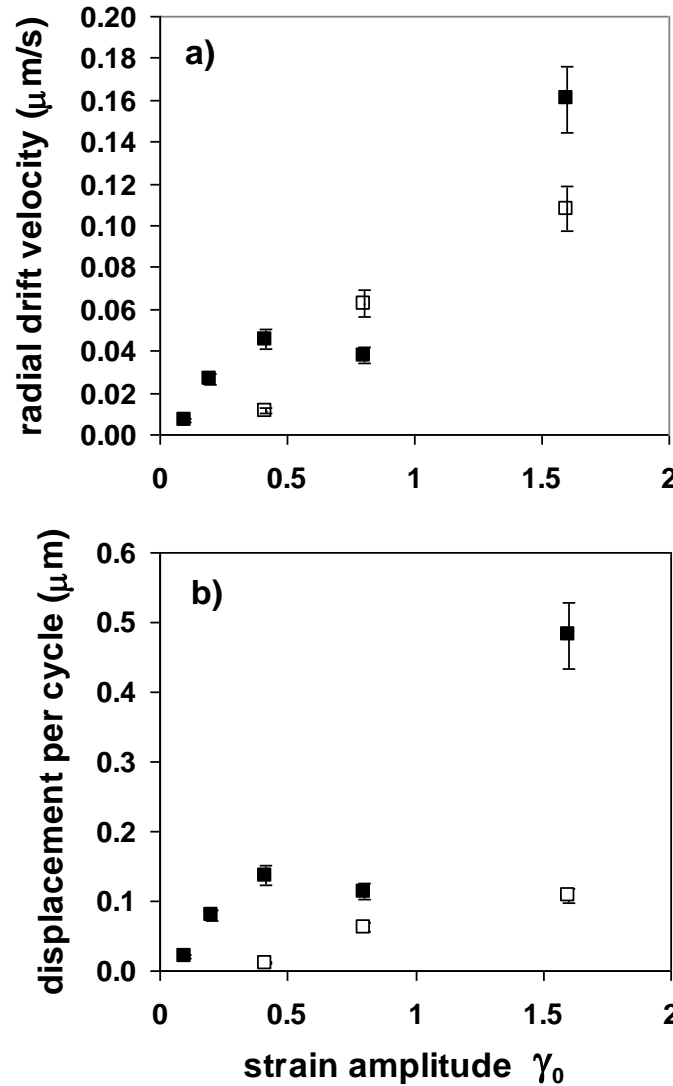 a)
radial drift velocity (μm/s)
0.20
0.18
0.16
0.14
0.12
0.10
0.08
0.06
0.04
0.02
0.00
0 0.5 1 1.5 2
b)
displacement per cycle (μm)
0.6
0.5
0.4
0.3
0.2
0.1
0.0
0 0.5 1 1.5 2
strain amplitude γ₀